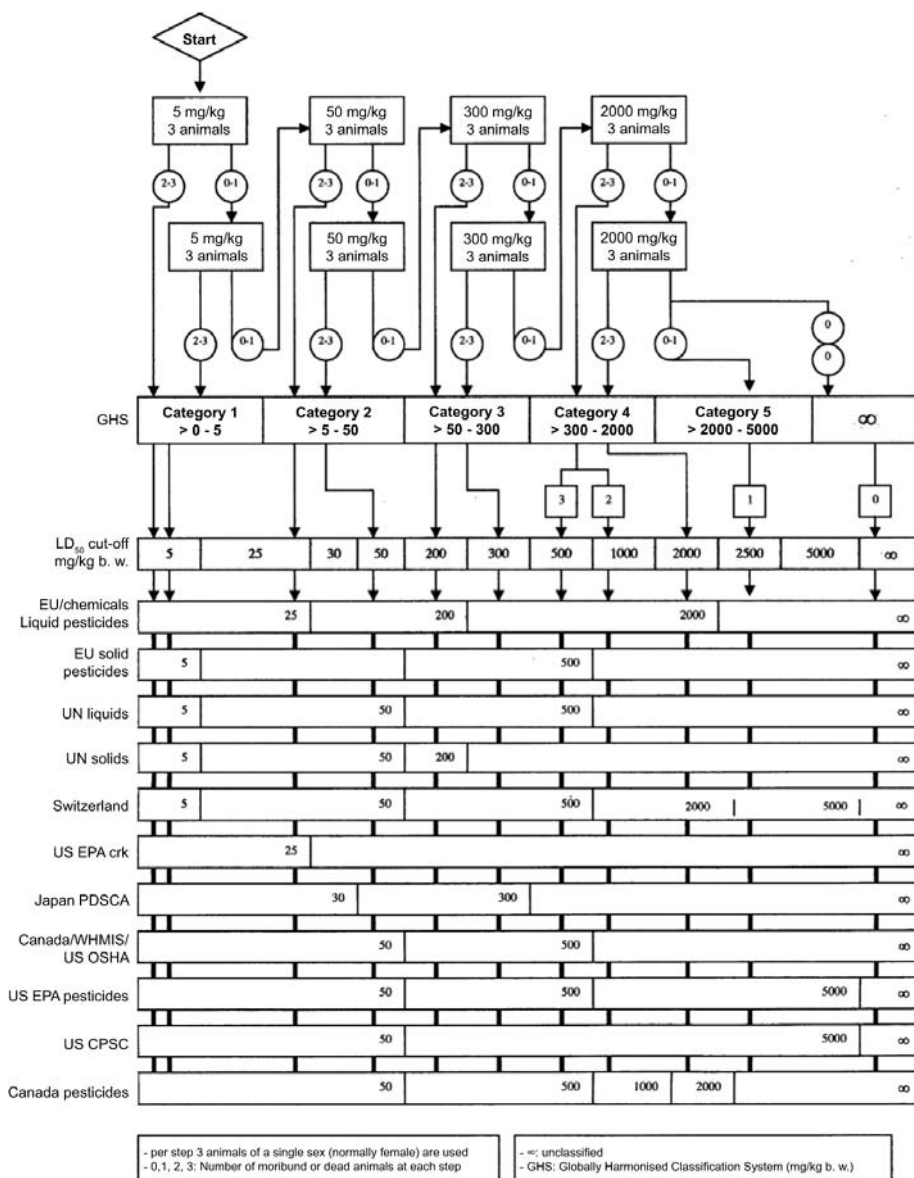 Start
5 mg/kg
3 animals
50 mg/kg
3 animals
300 mg/kg
3 animals
2000 mg/kg
3 animals
2-3
0-1
2-3
0-1
2-3
0-1
2-3
0-1
5 mg/kg
3 animals
50 mg/kg
3 animals
300 mg/kg
3 animals
2000 mg/kg
3 animals
2-3
0-1
2-3
0-1
2-3
0-1
2-3
0-1
0
0
GHS
Category 1
> 0 - 5
Category 2
> 5 - 50
Category 3
> 50 - 300
Category 4
> 300 - 2000
Category 5
> 2000 - 5000
∞
3
2
1
0
LD50 cut-off
mg/kg b. w.
5 25 30 50 200 300 500 1000 2000 2500 5000 ∞
EU/chemicals
Liquid pesticides
25 200 2000 ∞
EU solid
pesticides
5 500 ∞
UN liquids 5 50 500 ∞
UN solids 5 50 200 ∞
Switzerland 5 50 500 2000 5000 ∞
US EPA crk 25 ∞
Japan PDSCA 30 300 ∞
Canada/WHMIS/
US OSHA
50 500 ∞
US EPA pesticides 50 500 5000 ∞
US CPSC 50 5000 ∞
Canada pesticides 50 500 1000 2000 ∞
- per step 3 animals of a single sex (normally female) are used
- 0,1, 2, 3: Number of moribund or dead animals at each step
- ∞: unclassified
- GHS: Globally Harmonised Classification System (mg/kg b. w.)